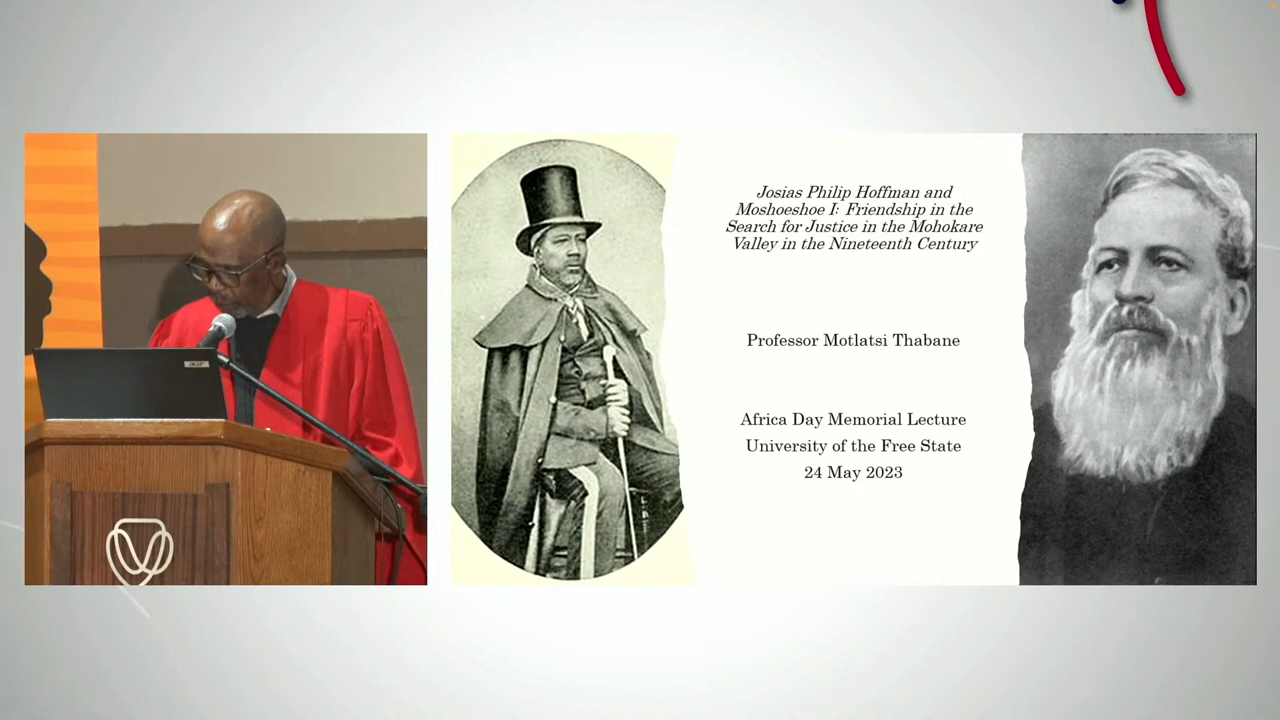 Josias Philip Hoffman and
Moshoeshoe I: Friendship in the
Search for Justice in the Mohokare
Valley in the Nineteenth Century
Professor Motlatsi Thabane
Africa Day Memorial Lecture
University of the Free State
24 May 2023